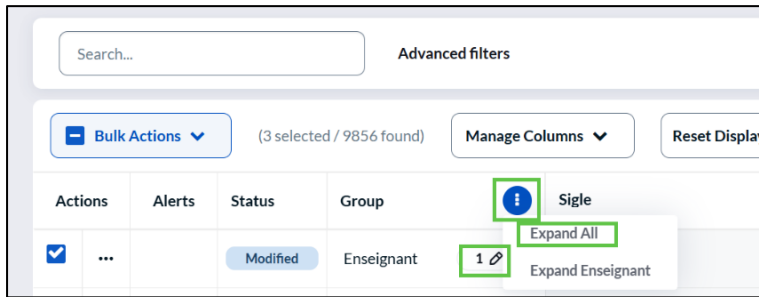 Search...
Advanced filters
Bulk Actions
(3 selected / 9856 found)
Manage Columns
Reset Displa
Actions
Alerts
Status
Group
Sigle
Expand All
Modified
Enseignant
1
Expand Enseignant